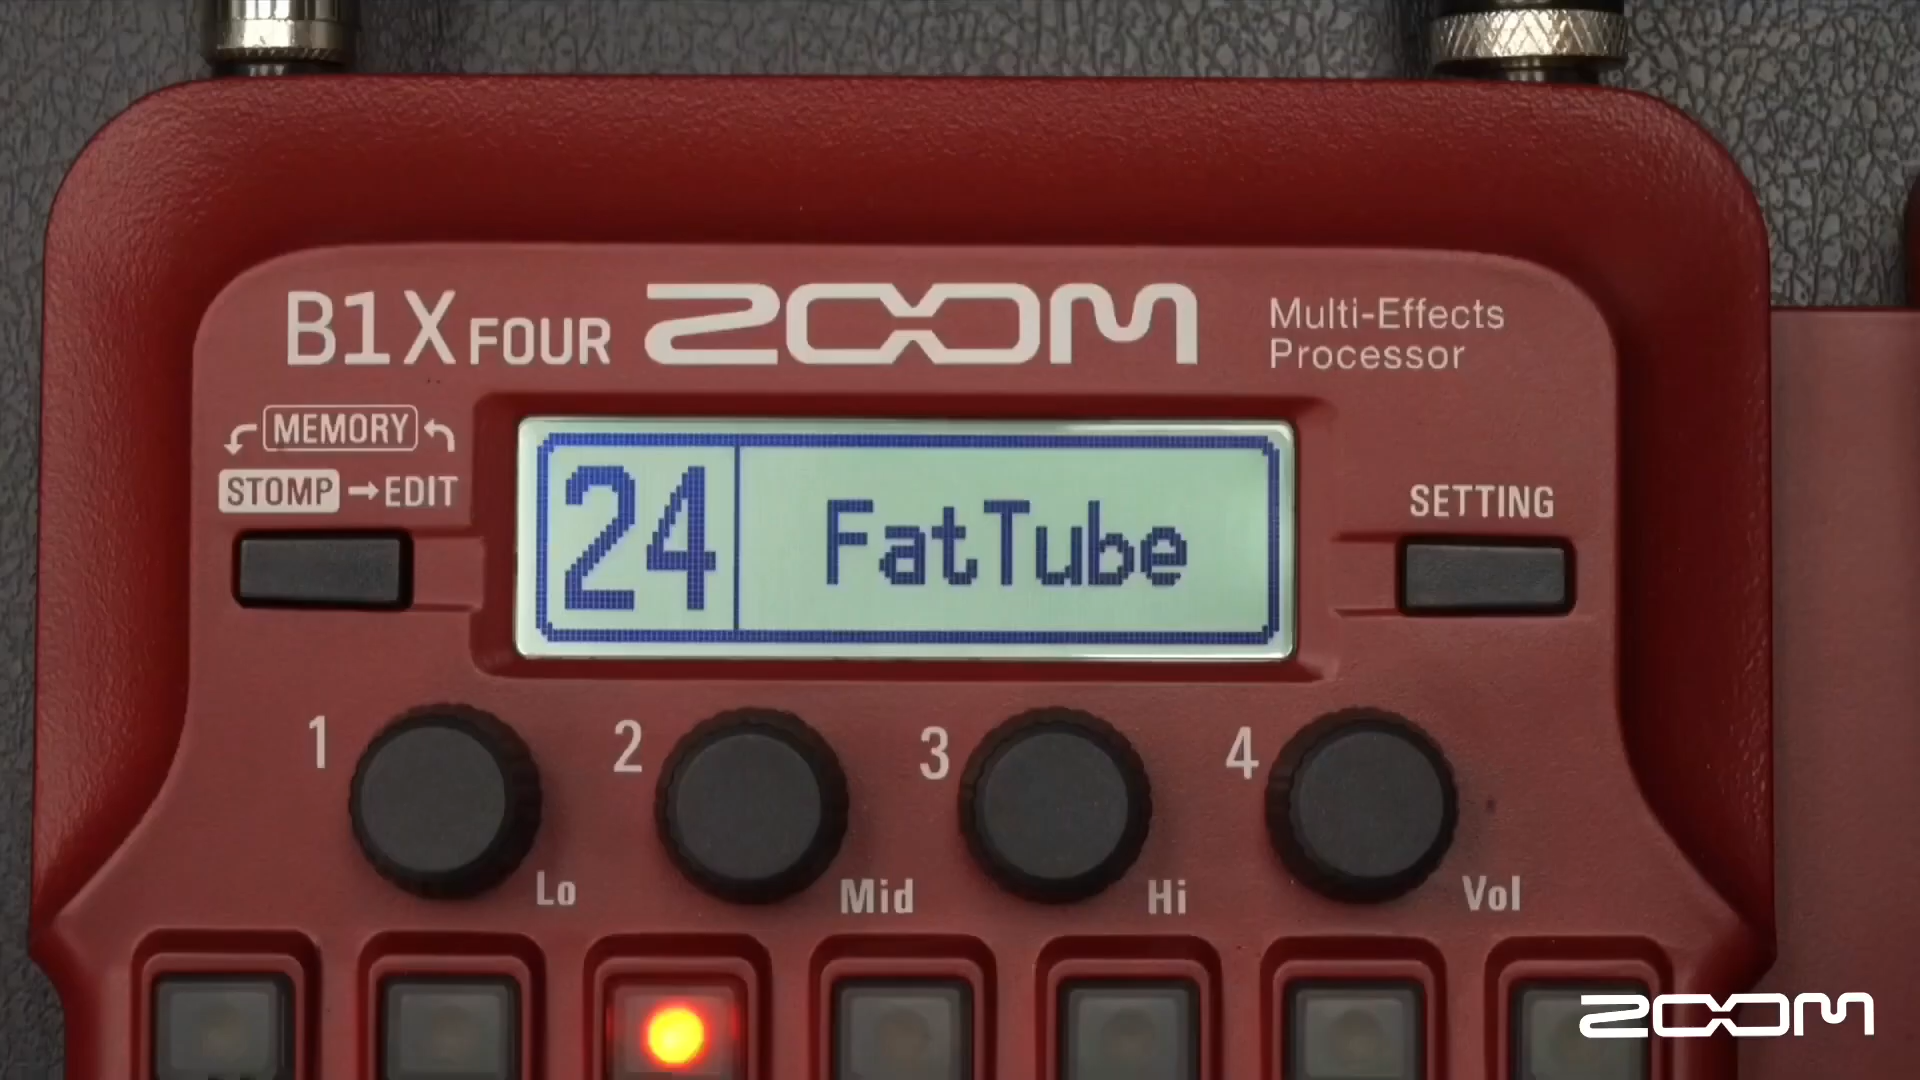 B1X FOUR ZOOM Multi-Effects
Processor
MEMORY
STOMP → EDIT
24 FatTube
SETTING
1 2 3 4
Lo Mid Hi Vol
ZOOM